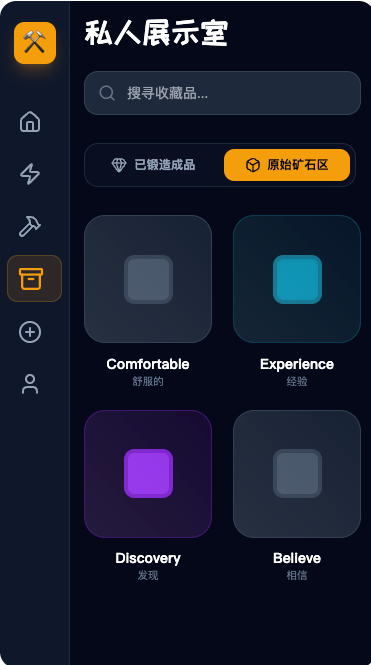 私人展示室
搜寻收藏品...
已锻造成品
原始矿石区
Comfortable
舒服的
Experience
经验
Discovery
发现
Believe
相信